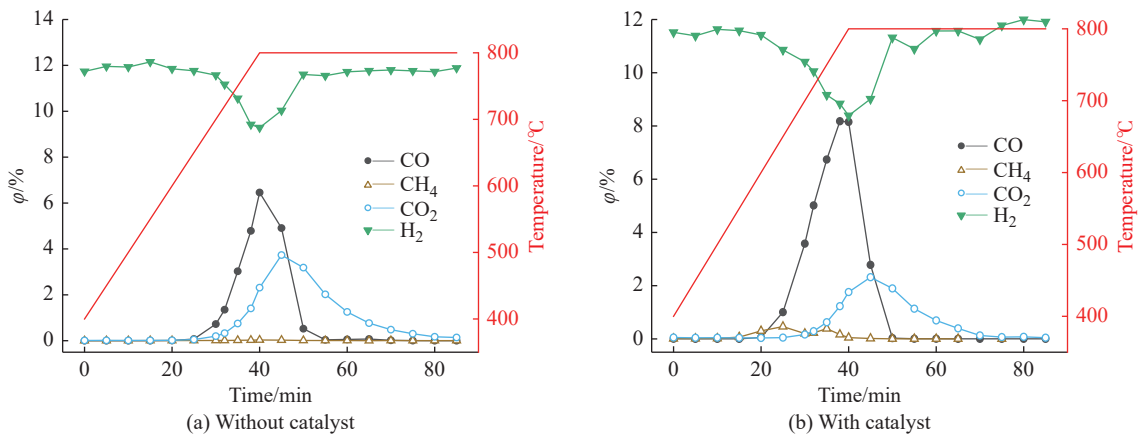 14
12
10
8
6
4
2
0
φ/%
800
700
600
500
400
Temperature/℃
CO
CH4
CO2
H2
0 20 40 60 80
Time/min
(a) Without catalyst
12
10
8
6
4
2
0
φ/%
800
700
600
500
400
Temperature/℃
CO
CH4
CO2
H2
0 20 40 60 80
Time/min
(b) With catalyst